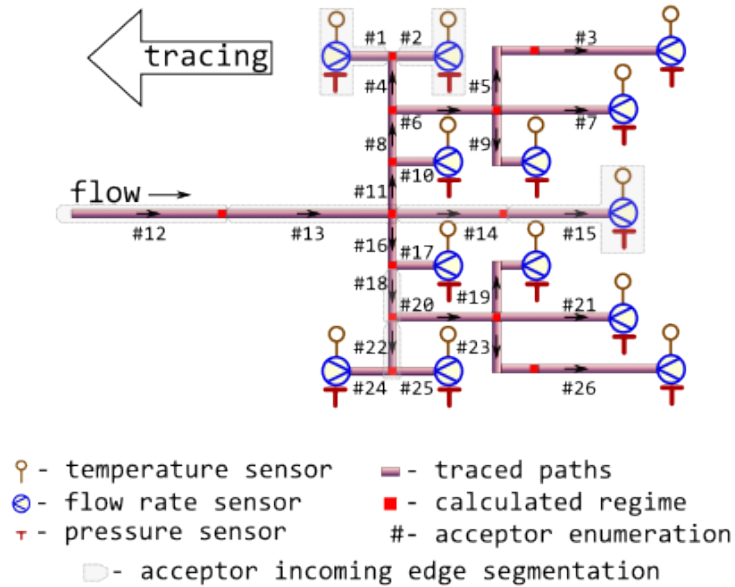 #1 #2 #3
tracing
#4 #5
#6 #7
#8 #9
#10
flow #11
#12 #13 #14 #15
#16 #17
#18 #20 #19 #21
#22 #23
#24 #25 #26
- temperature sensor - traced paths
- flow rate sensor - calculated regime
- pressure sensor #- acceptor enumeration
- acceptor incoming edge segmentation